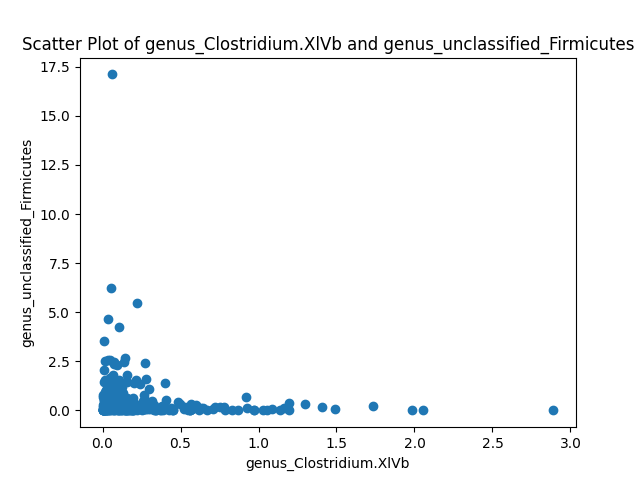 Scatter Plot of genus_Clostridium.XlVb and genus_unclassified_Firmicutes
17.5
15.0
12.5
10.0
7.5
5.0
2.5
0.0
genus_unclassified_Firmicutes
0.0 0.5 1.0 1.5 2.0 2.5 3.0
genus_Clostridium.XlVb